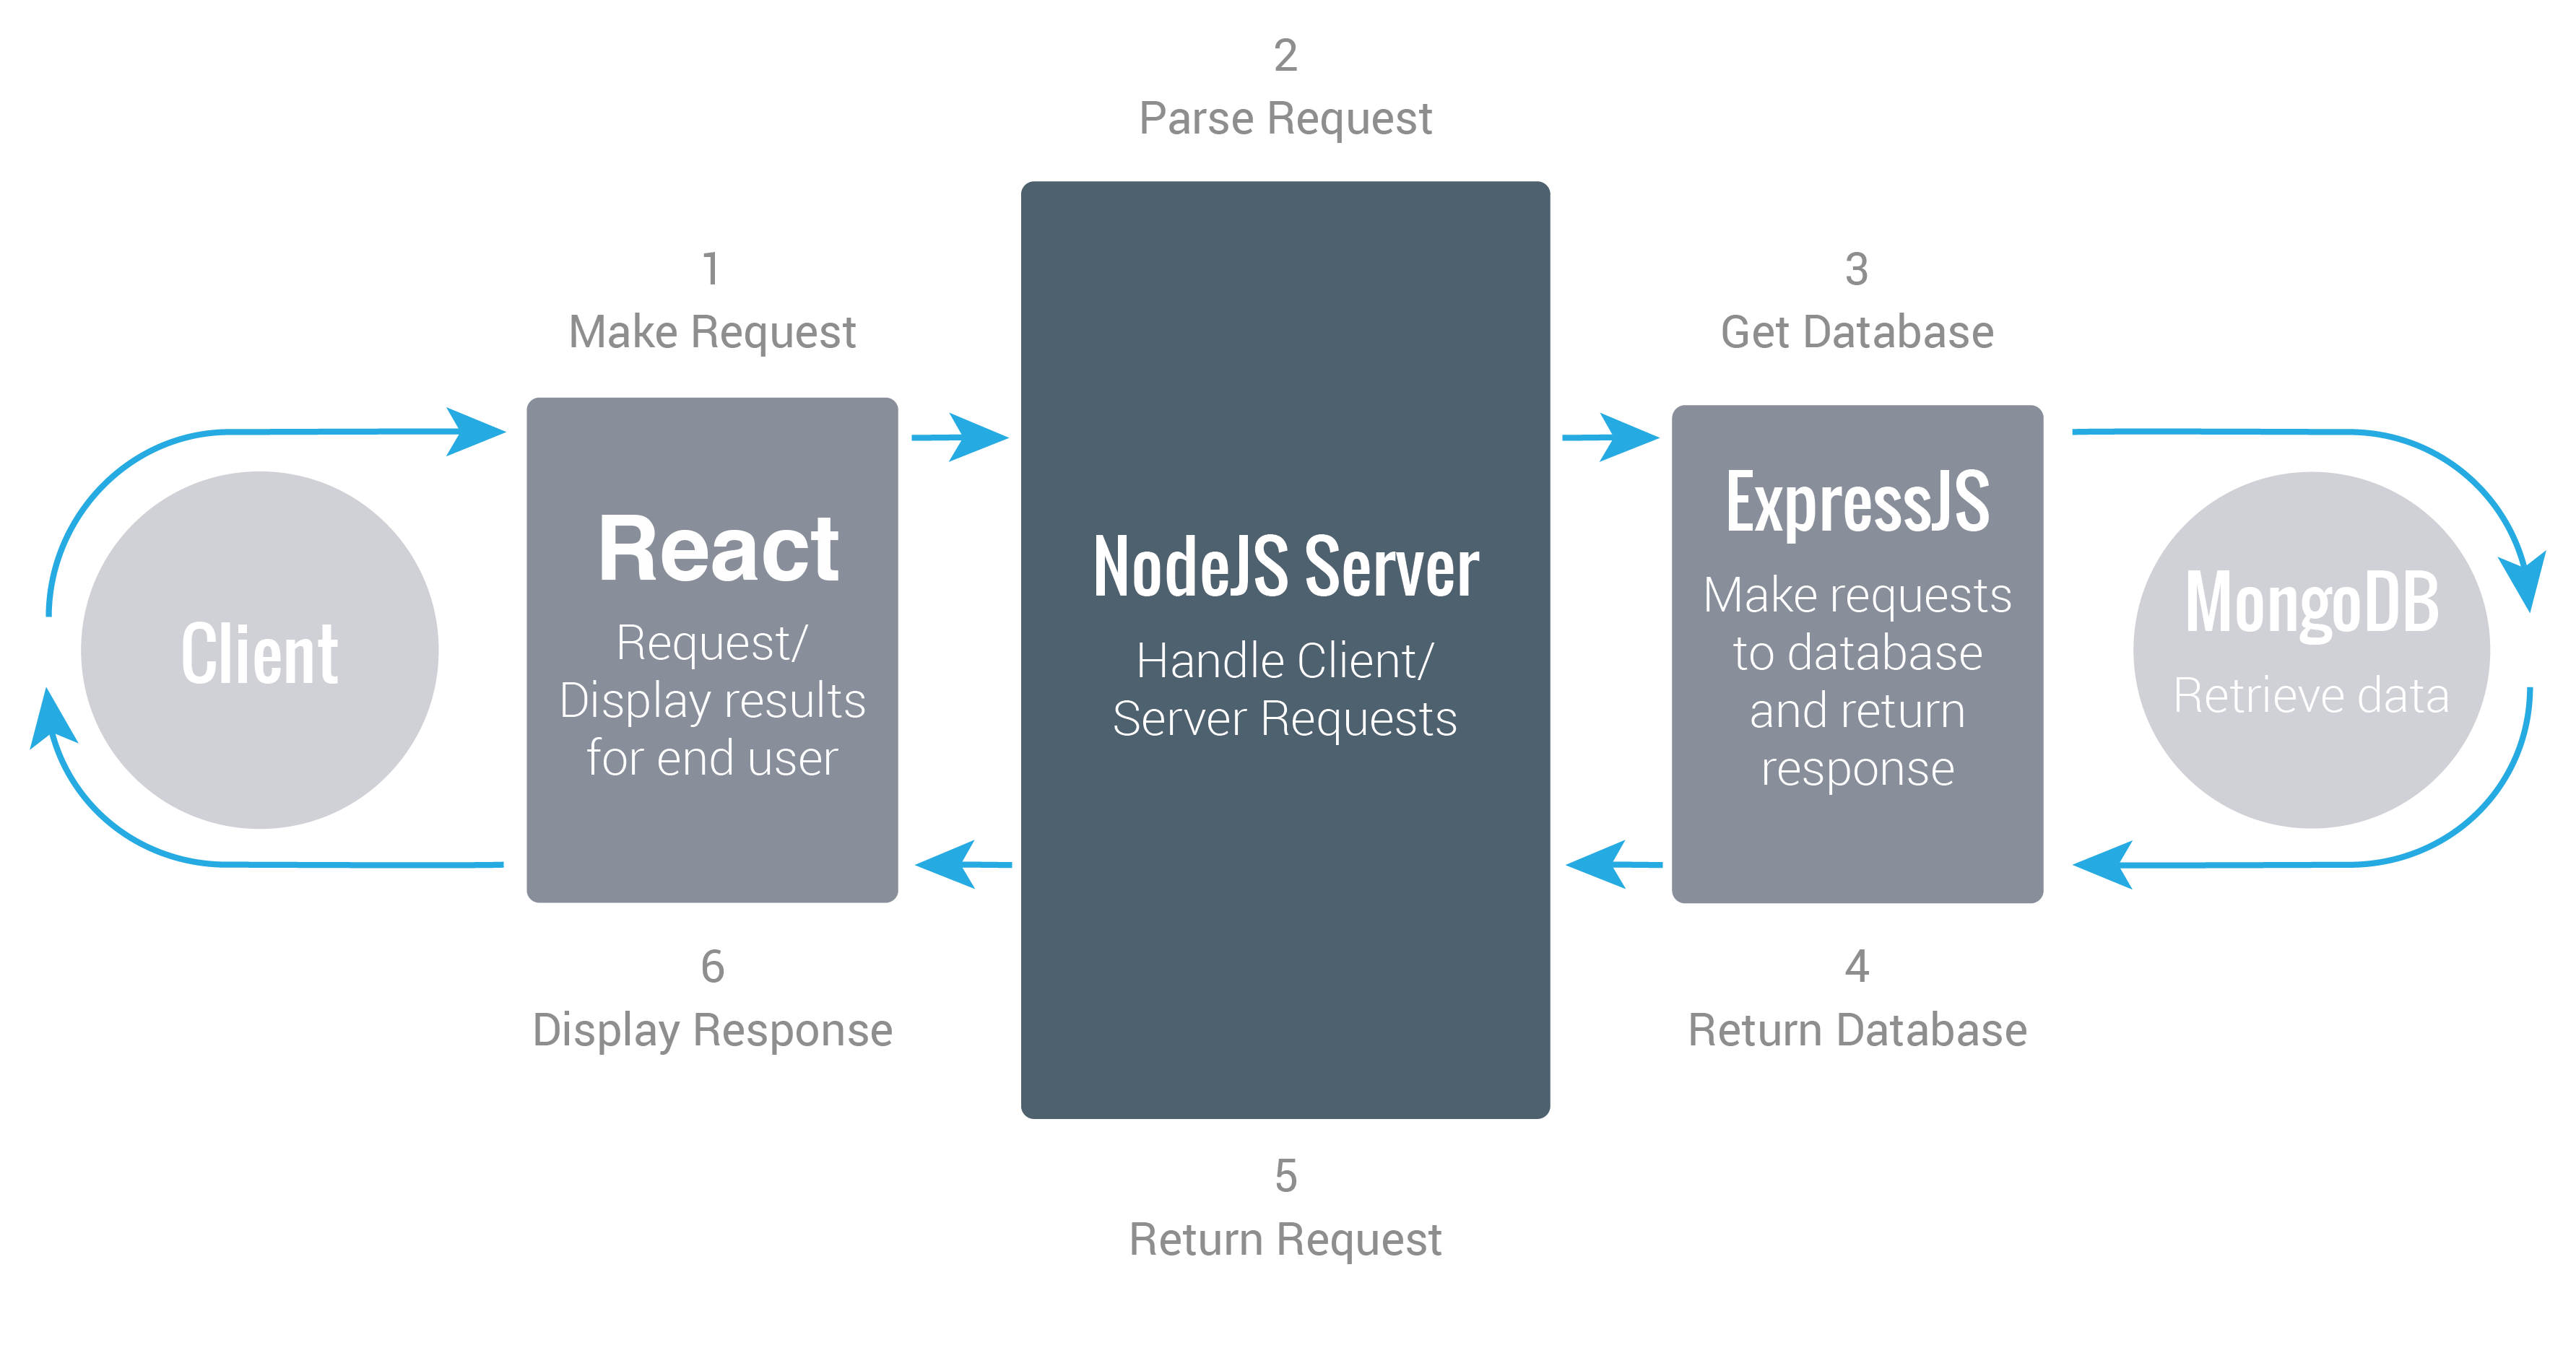 2
Parse Request
1
Make Request
3
Get Database
Client
React
Request/
Display results
for end user
NodeJS Server
Handle Client/
Server Requests
ExpressJS
Make requests
to database
and return
response
MongoDB
Retrieve data
6
Display Response
4
Return Database
5
Return Request